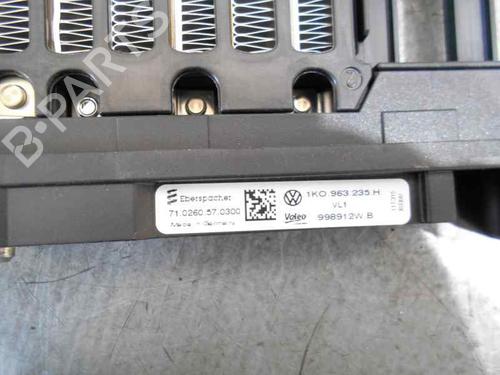 B-PARTS
Eberspächer
71.0260.57.0300
Made in Germany
1K0.963.235.H
VL1
Valeo 998912W.B